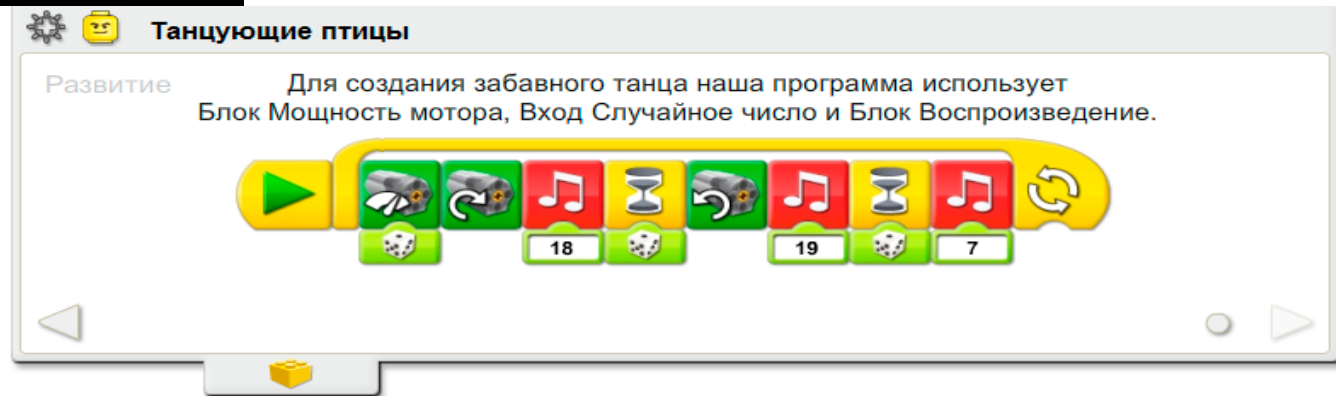 Танцующие птицы
Развитие
Для создания забавного танца наша программа использует
Блок Мощность мотора, Вход Случайное число и Блок Воспроизведение.
18 19 7